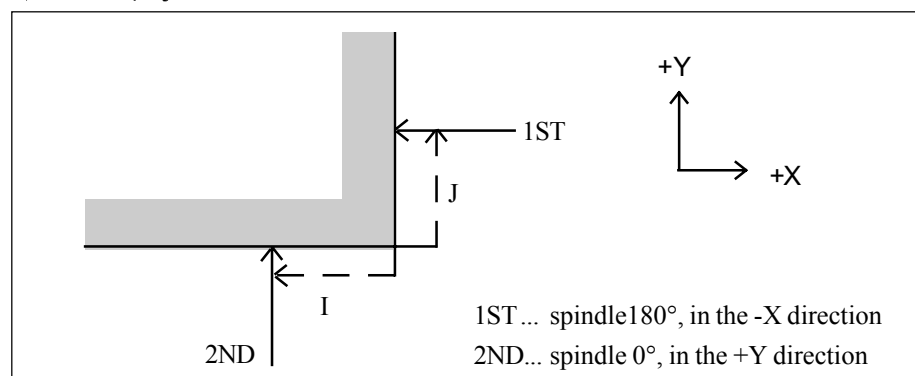 +Y
1ST
+X
J
I
1ST... spindle180°, in the -X direction
2ND
2ND... spindle 0°, in the +Y direction